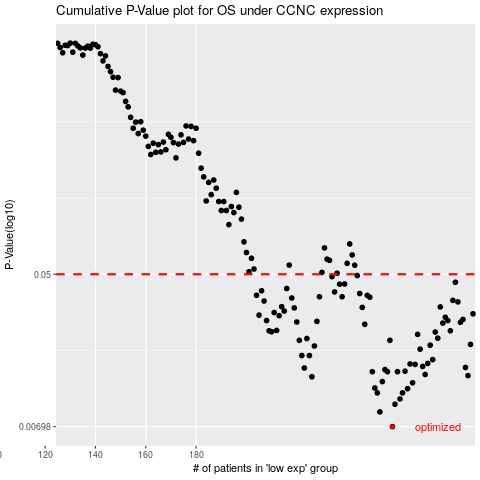 Cumulative P-Value plot for OS under CCNC expression
P-Value(log10)
0.05
0.00698
optimized
0 120 140 160 180
# of patients in 'low exp' group